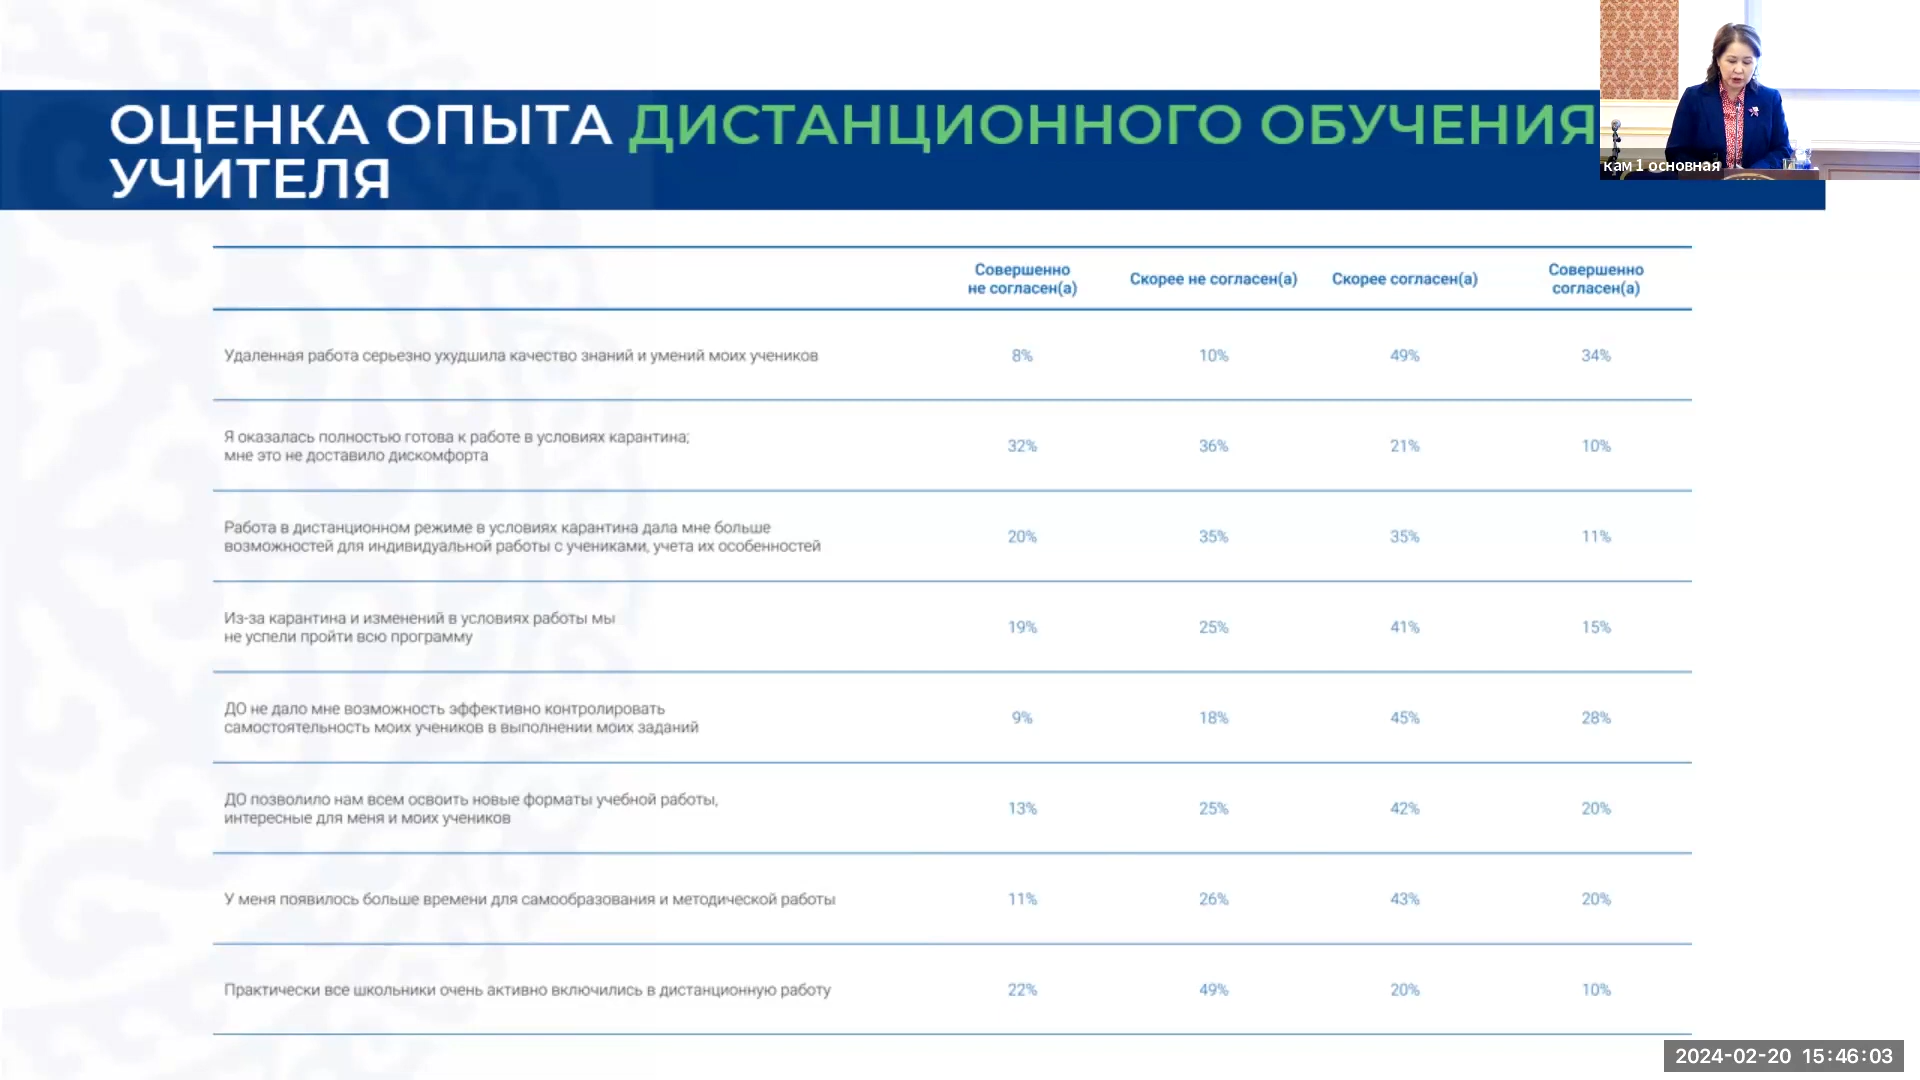 ОЦЕНКА ОПЫТА ДИСТАНЦИОННОГО ОБУЧЕНИЯ
УЧИТЕЛЯ
кам 1 основная
Совершенно
не согласен(а)
Скорее не согласен(а)
Скорее согласен(а)
Совершенно
согласен(а)
Удаленная работа серьезно ухудшила качество знаний и умений моих учеников 8% 10% 49% 34%
Я оказалась полностью готова к работе в условиях карантина;
мне это не доставило дискомфорта
32% 36% 21% 10%
Работа в дистанционном режиме в условиях карантина дала мне больше
возможностей для индивидуальной работы с учениками, учета их особенностей
20% 35% 35% 11%
Из-за карантина и изменений в условиях работы мы
не успели пройти всю программу
19% 25% 41% 15%
ДО не дало мне возможность эффективно контролировать
самостоятельность моих учеников в выполнении моих заданий
9% 18% 45% 28%
ДО позволило нам всем освоить новые форматы учебной работы,
интересные для меня и моих учеников
13% 25% 42% 20%
У меня появилось больше времени для самообразования и методической работы 11% 26% 43% 20%
Практически все школьники очень активно включились в дистанционную работу 22% 49% 20% 10%
2024-02-20 15:46:03